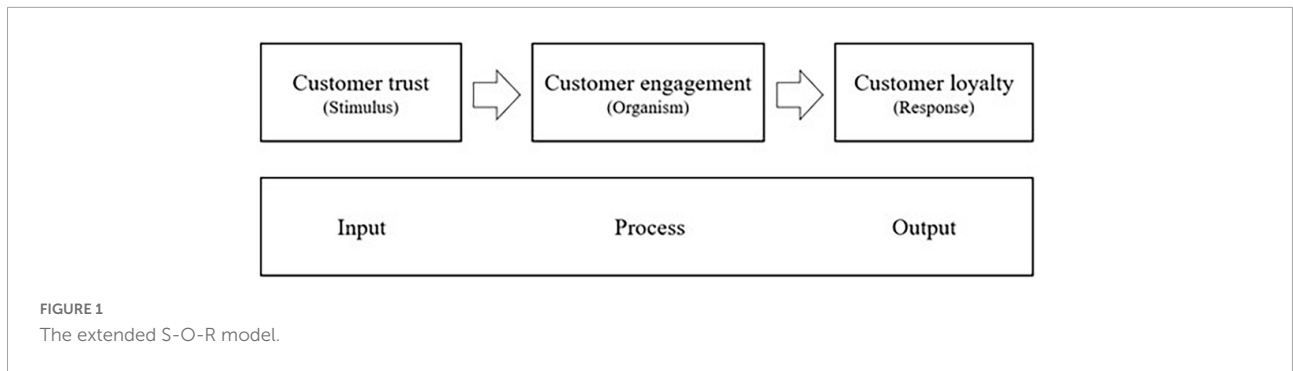 Customer trust
(Stimulus)
Customer engagement
(Organism)
Customer loyalty
(Response)
Input
Process
Output
FIGURE 1
The extended S-O-R model.